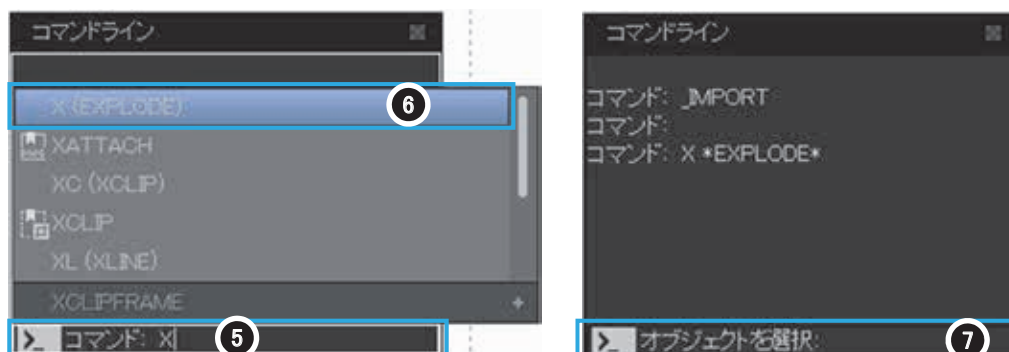 コマンドライン
X (EXPLODE)
6
XATTACH
XC (XCLIP)
XCLIP
XL (XLINE)
XCLIPFRAME
コマンド: X
5
コマンドライン
コマンド: _IMPORT
コマンド:
コマンド: X *EXPLODE*
オブジェクトを選択:
7